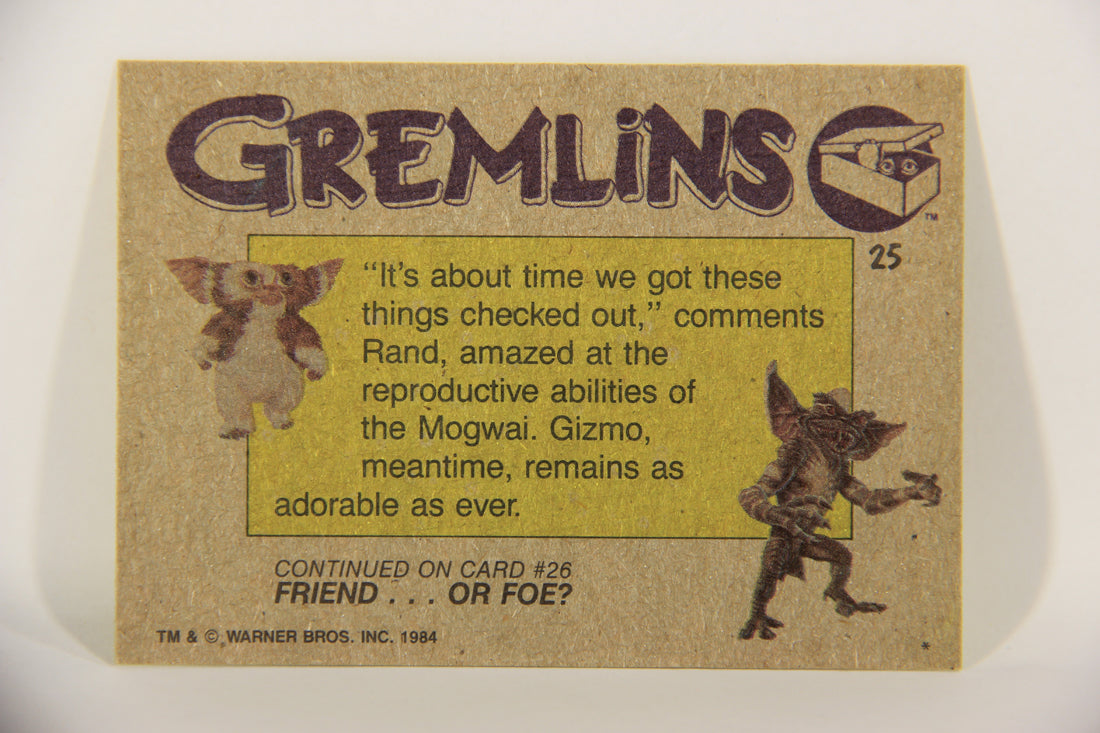 GREMLiNS
TM
25
“It’s about time we got these
things checked out,” comments
Rand, amazed at the
reproductive abilities of
the Mogwai. Gizmo,
meantime, remains as
adorable as ever.
CONTINUED ON CARD #26
FRIEND . . . OR FOE?
TM & © WARNER BROS. INC. 1984
*